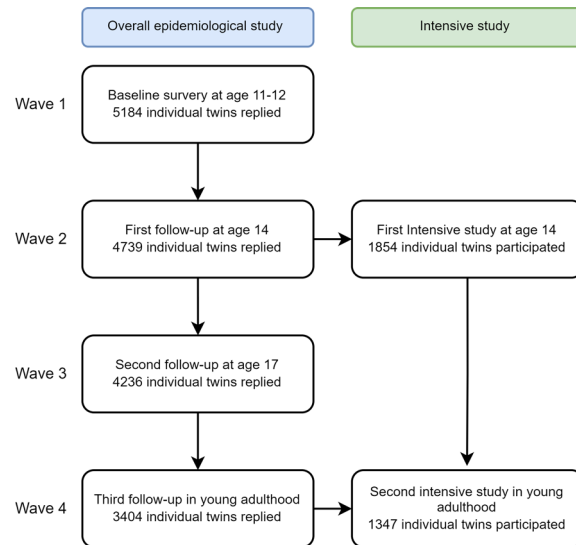 Overall epidemiological study
Intensive study
Wave 1
Baseline survery at age 11-12
5184 individual twins replied
Wave 2
First follow-up at age 14
4739 individual twins replied
First Intensive study at age 14
1854 individual twins participated
Wave 3
Second follow-up at age 17
4236 individual twins replied
Wave 4
Third follow-up in young adulthood
3404 individual twins replied
Second intensive study in young
adulthood
1347 individual twins participated